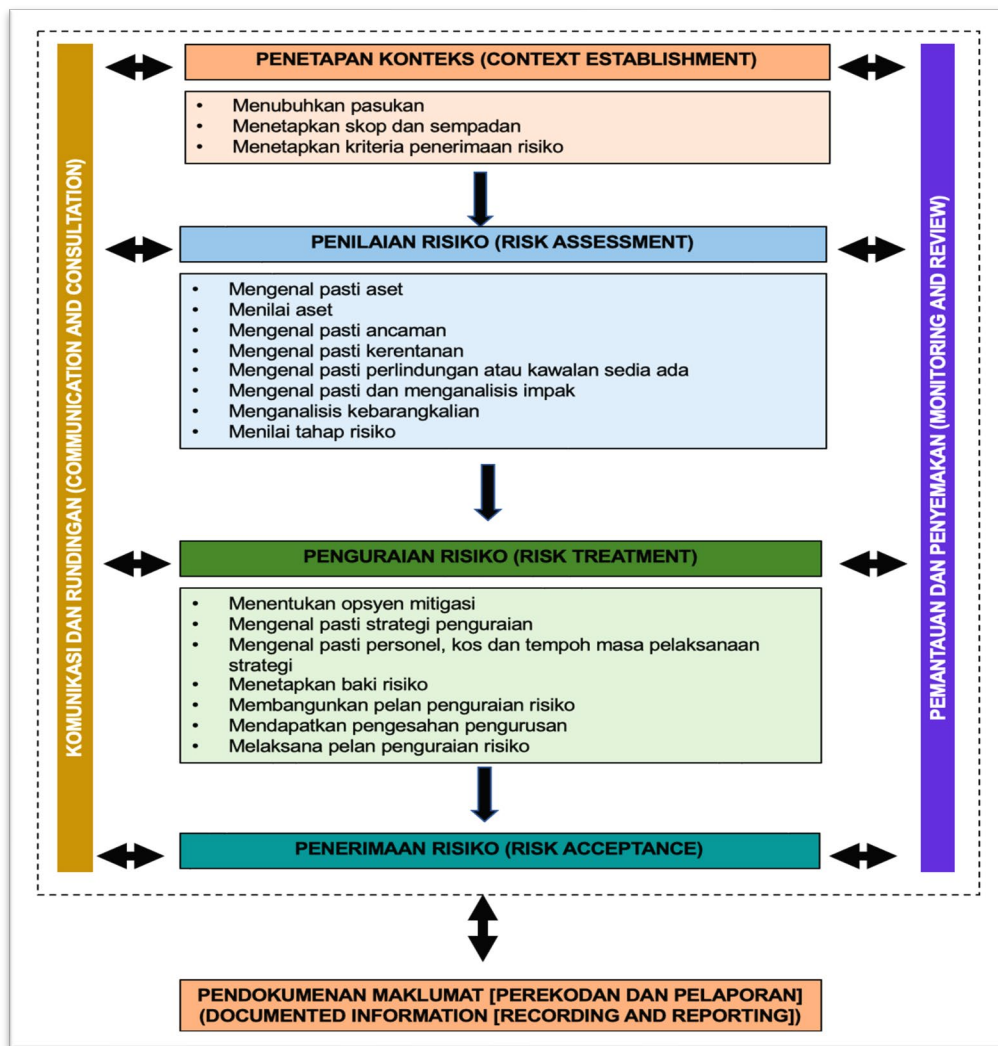 PENETAPAN KONTEKS (CONTEXT ESTABLISHMENT)
• Menubuhkan pasukan
• Menetapkan skop dan sempadan
• Menetapkan kriteria penerimaan risiko
KOMUNIKASI DAN RUNDINGAN (COMMUNICATION AND CONSULTATION)
PEMANTAUAN DAN PENYEMAKAN (MONITORING AND REVIEW)
PENILAIAN RISIKO (RISK ASSESSMENT)
• Mengenal pasti aset
• Menilai aset
• Mengenal pasti ancaman
• Mengenal pasti kerentanan
• Mengenal pasti perlindungan atau kawalan sedia ada
• Mengenal pasti dan menganalisis impak
• Menganalisis kebarangkalian
• Menilai tahap risiko
PENGURAIAN RISIKO (RISK TREATMENT)
• Menentukan opsyen mitigasi
• Mengenal pasti strategi penguraian
• Mengenal pasti personel, kos dan tempoh masa pelaksanaan
strategi
• Menetapkan baki risiko
• Membangunkan pelan penguraian risiko
• Mendapatkan pengesahan pengurusan
• Melaksana pelan penguraian risiko
PENERIMAAN RISIKO (RISK ACCEPTANCE)
PENDOKUMENAN MAKLUMAT [PEREKODAN DAN PELAPORAN]
(DOCUMENTED INFORMATION [RECORDING AND REPORTING])